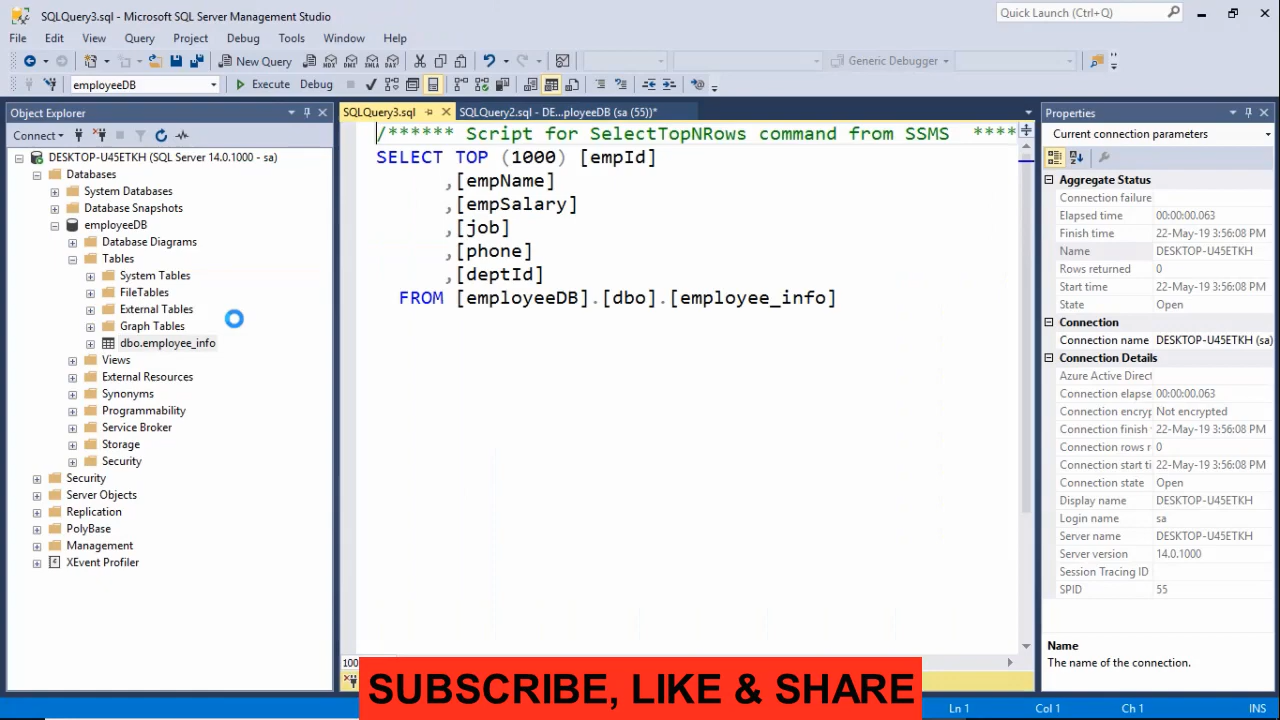 SQLQuery3.sql - Microsoft SQL Server Management Studio
Quick Launch (Ctrl+Q)
File Edit View Query Project Debug Tools Window Help
New Query
Generic Debugger
employeeDB
Execute Debug
Object Explorer
Connect
DESKTOP-U45ETKH (SQL Server 14.0.1000 - sa)
Databases
System Databases
Database Snapshots
employeeDB
Database Diagrams
Tables
System Tables
FileTables
External Tables
Graph Tables
dbo.employee_info
Views
External Resources
Synonyms
Programmability
Service Broker
Storage
Security
Security
Server Objects
Replication
PolyBase
Management
XEvent Profiler
SQLQuery3.sql SQLQuery2.sql - DE...ployeeDB (sa (55))*
/****** Script for SelectTopNRows command from SSMS ****
SELECT TOP (1000) [empId]
,[empName]
,[empSalary]
,[job]
,[phone]
,[deptId]
FROM [employeeDB].[dbo].[employee_info]
100
Properties
Current connection parameters
Aggregate Status
Connection failure
Elapsed time 00:00:00.063
Finish time 22-May-19 3:56:08 PM
Name DESKTOP-U45ETKH
Rows returned 0
Start time 22-May-19 3:56:08 PM
State Open
Connection
Connection name DESKTOP-U45ETKH (sa)
Connection Details
Azure Active Direct
Connection elapse 00:00:00.063
Connection encryp Not encrypted
Connection finish 22-May-19 3:56:08 PM
Connection rows r 0
Connection start ti 22-May-19 3:56:08 PM
Connection state Open
Display name DESKTOP-U45ETKH
Login name sa
Server name DESKTOP-U45ETKH
Server version 14.0.1000
Session Tracing ID
SPID 55
Name
The name of the connection.
SUBSCRIBE, LIKE & SHARE
Ln 1 Col 1 Ch 1 INS